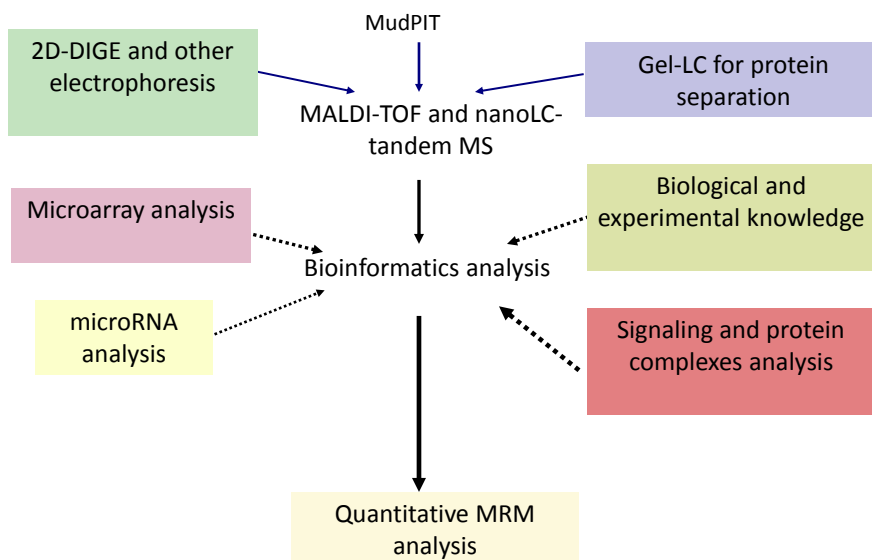 MudPIT
2D-DIGE and other
electrophoresis
Gel-LC for protein
separation
MALDI-TOF and nanoLC-
tandem MS
Microarray analysis
Biological and
experimental knowledge
Bioinformatics analysis
microRNA
analysis
Signaling and protein
complexes analysis
Quantitative MRM
analysis